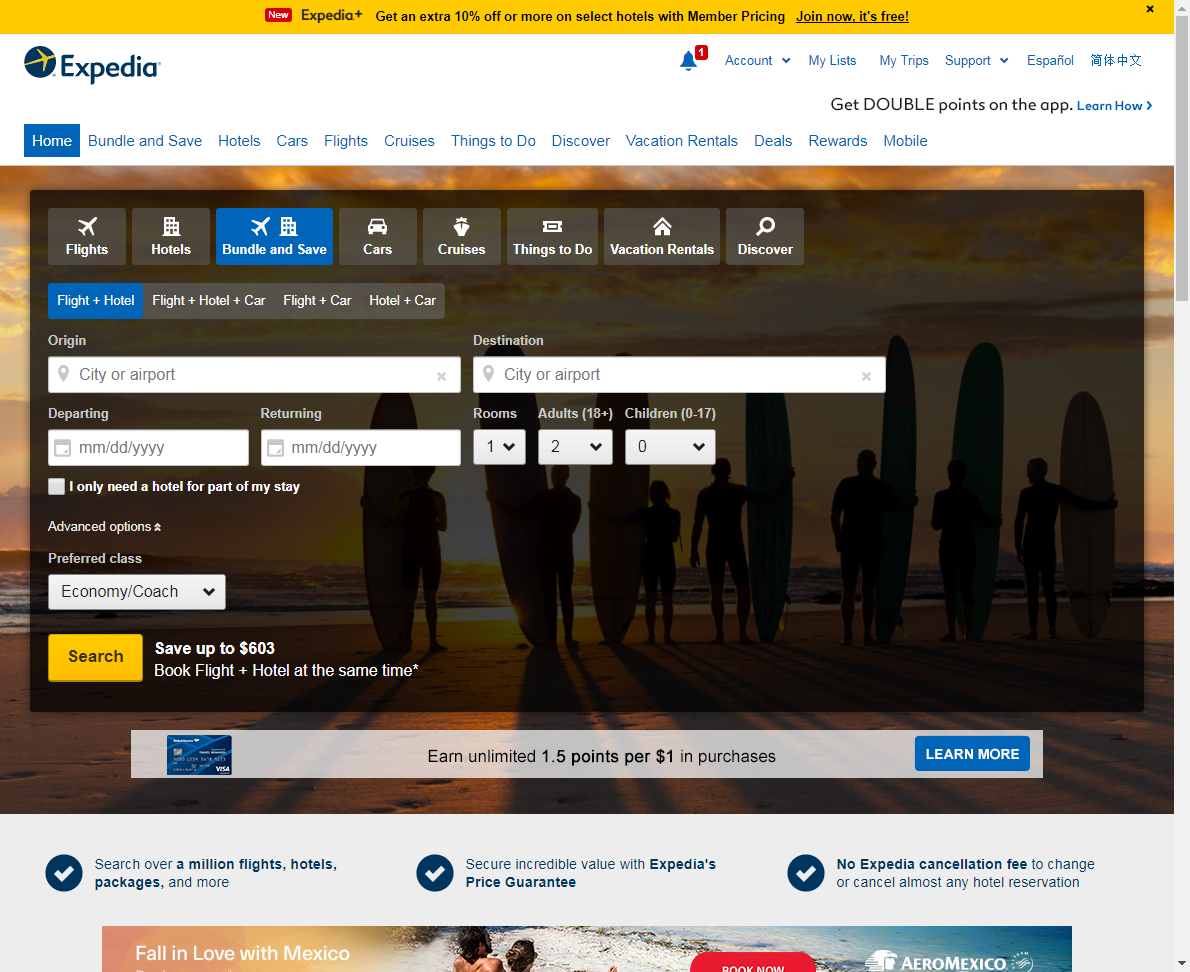 New Expedia+ Get an extra 10% off or more on select hotels with Member Pricing Join now, it's free! ×
Expedia
1 Account My Lists My Trips Support Español 简体中文
Get DOUBLE points on the app. Learn How
Home Bundle and Save Hotels Cars Flights Cruises Things to Do Discover Vacation Rentals Deals Rewards Mobile
Flights Hotels Bundle and Save Cars Cruises Things to Do Vacation Rentals Discover
Flight + Hotel Flight + Hotel + Car Flight + Car Hotel + Car
Origin Destination
City or airport × City or airport ×
Departing Returning Rooms Adults (18+) Children (0-17)
mm/dd/yyyy mm/dd/yyyy 1 2 0
I only need a hotel for part of my stay
Advanced options
Preferred class
Economy/Coach
Search Save up to $603
Book Flight + Hotel at the same time*
Earn unlimited 1.5 points per $1 in purchases LEARN MORE
VISA
Search over a million flights, hotels,
packages, and more
Secure incredible value with Expedia's
Price Guarantee
No Expedia cancellation fee to change
or cancel almost any hotel reservation
Fall in Love with Mexico
BOOK NOW AEROMEXICO